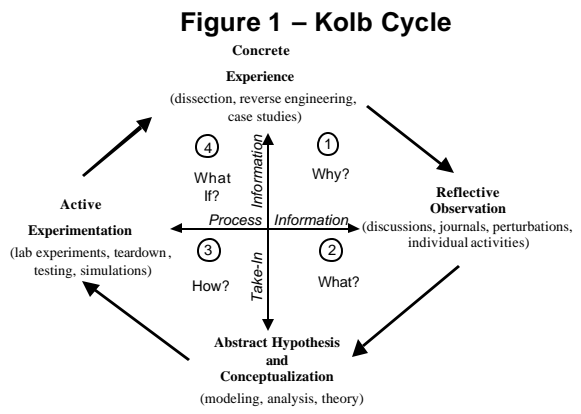 Figure 1 – Kolb Cycle
Concrete
Experience
(dissection, reverse engineering,
case studies)
4
What
If?
1
Why?
Information
Take-In
Process Information
Active
Experimentation
(lab experiments, teardown,
testing, simulations)
Reflective
Observation
(discussions, journals, perturbations,
individual activities)
3
How?
2
What?
Abstract Hypothesis
and
Conceptualization
(modeling, analysis, theory)